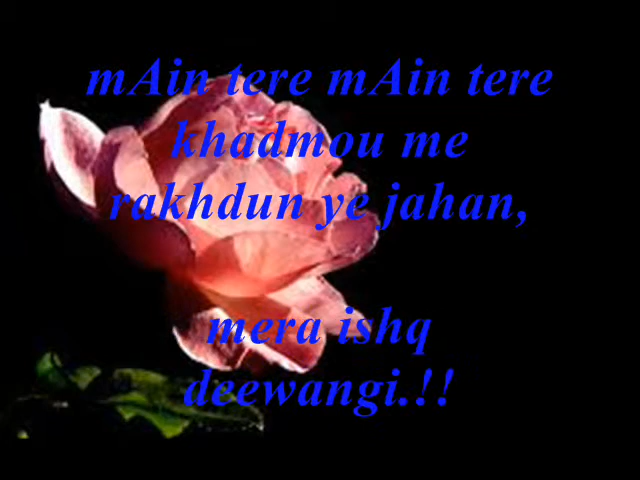 mAin tere mAin tere
khadmou me
rakhdun ye jahan,
mera ishq
deewangi.!!